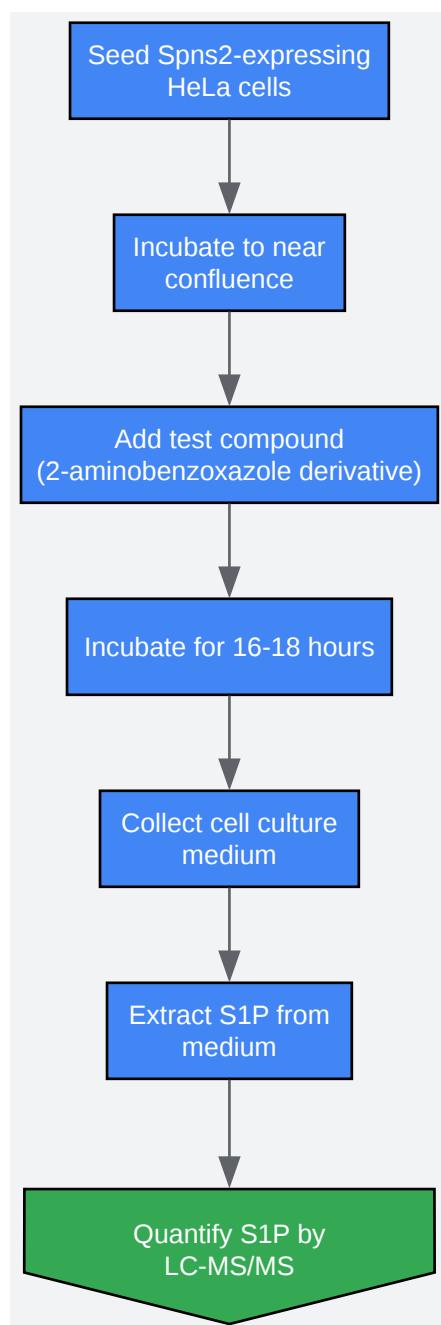 Seed Spns2-expressing
HeLa cells
Incubate to near
confluence
Add test compound
(2-aminobenzoxazole derivative)
Incubate for 16-18 hours
Collect cell culture
medium
Extract S1P from
medium
Quantify S1P by
LC-MS/MS